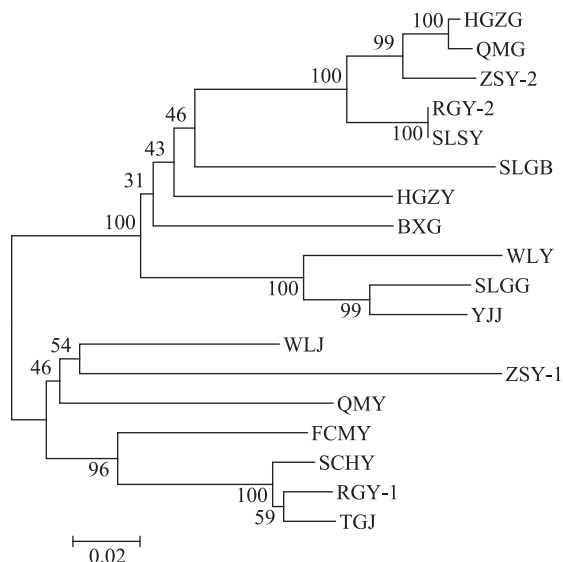 100
HGZG
99
QMG
ZSY-2
100
RGY-2
46
100
SLSY
43
SLGB
31
HGZY
100
BXG
WLY
SLGG
100
99
YJJ
54
WLJ
46
ZSY-1
QMY
FCMY
96
SCHY
100
RGY-1
59
TGJ
0.02